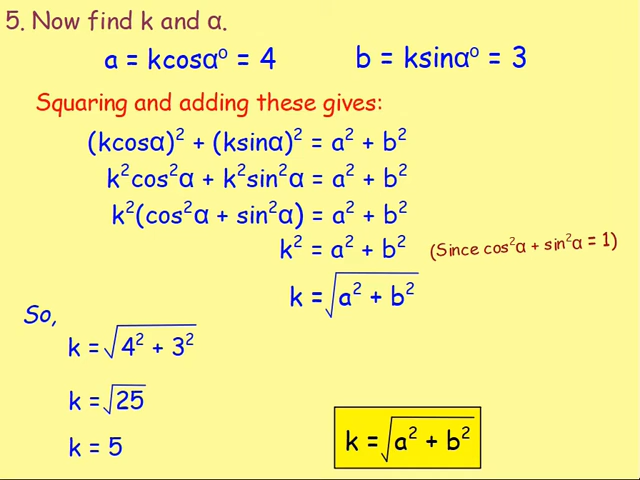 5. Now find k and α.
a = kcosα° = 4 b = ksinα° = 3
Squaring and adding these gives:
(kcosα)² + (ksinα)² = a² + b²
k²cos²α + k²sin²α = a² + b²
k²(cos²α + sin²α) = a² + b²
k² = a² + b² (Since cos²α + sin²α = 1)
k = √a² + b²
So,
k = √4² + 3²
k = √25
k = 5
k = √a² + b²